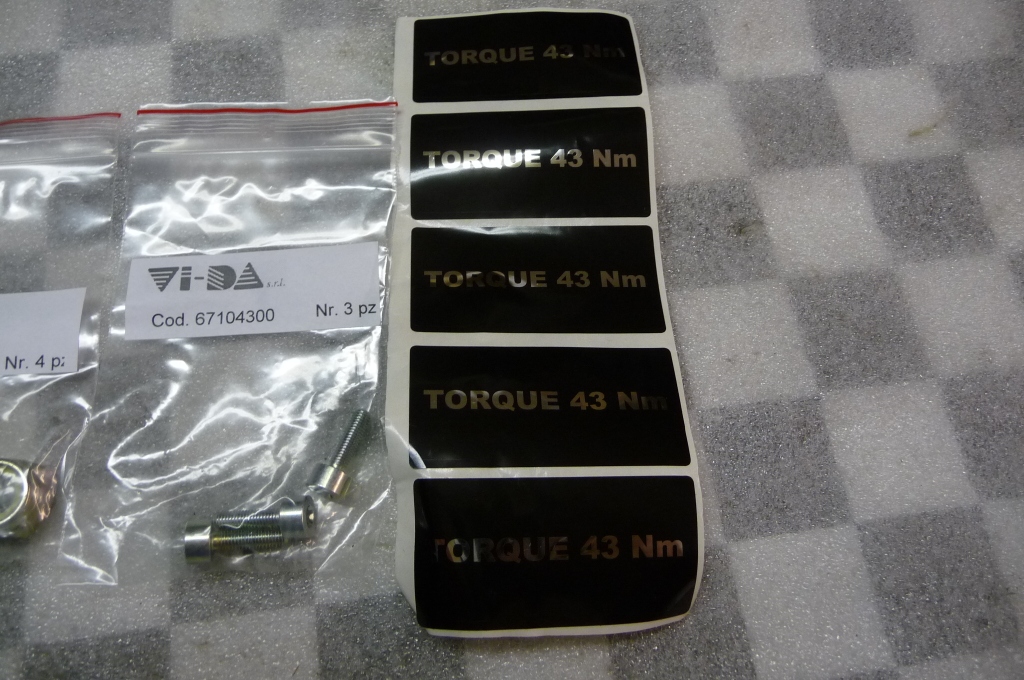 Nr. 4 pz
VI-DA s.r.l.
Cod. 67104300
Nr. 3 pz
TORQUE 43 Nm
TORQUE 43 Nm
TORQUE 43 Nm
TORQUE 43 Nm
TORQUE 43 Nm